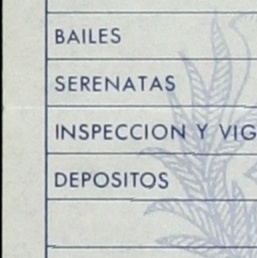 BAILES
SERENATAS
INSPECCION Y VIG
DEPOSITOS